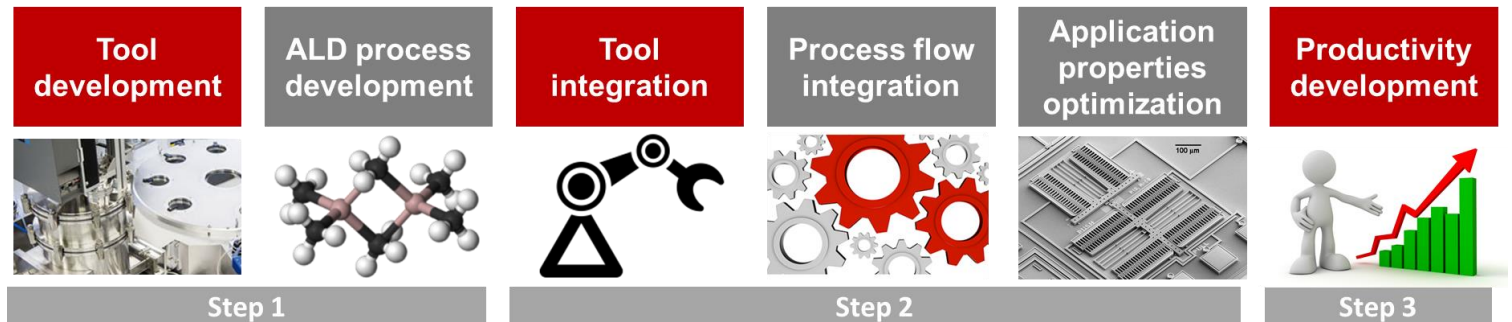 Tool
development
ALD process
development
Tool
integration
Process flow
integration
Application
properties
optimization
Productivity
development
100 µm
Step 1
Step 2
Step 3